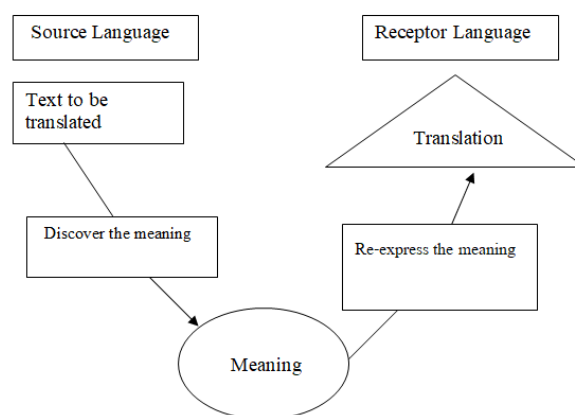 Source Language
Receptor Language
Text to be
translated
Translation
Discover the meaning
Re-express the meaning
Meaning